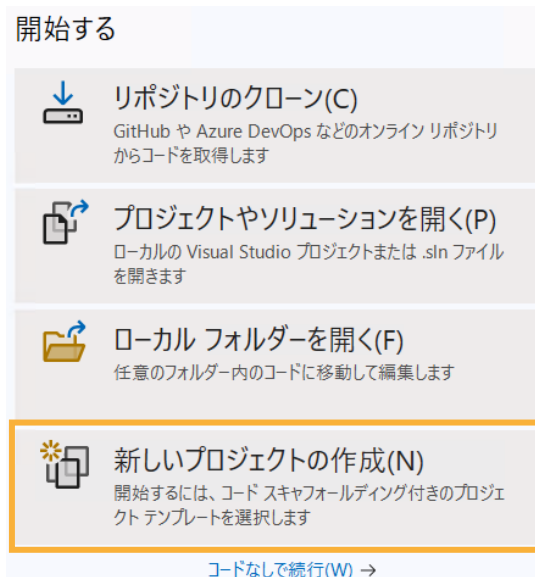 開始する
リポジトリのクローン(C)
GitHub や Azure DevOps などのオンライン リポジトリ
からコードを取得します
プロジェクトやソリューションを開く(P)
ローカルの Visual Studio プロジェクトまたは .sln ファイル
を開きます
ローカル フォルダーを開く(F)
任意のフォルダー内のコードに移動して編集します
新しいプロジェクトの作成(N)
開始するには、コード スキャフォールディング付きのプロジェ
クト テンプレートを選択します
コードなしで続行(W) →